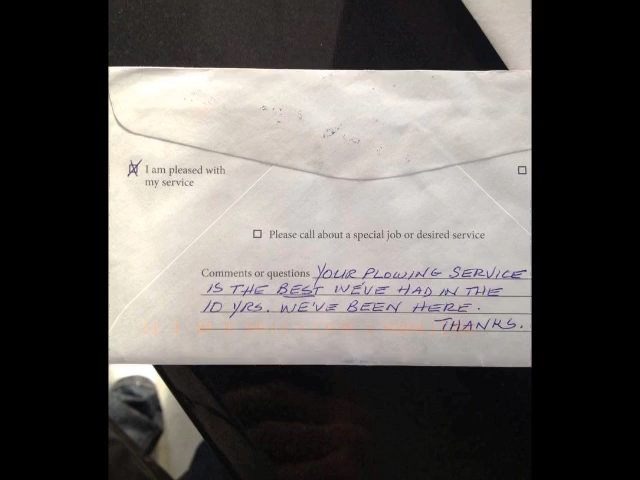 I am pleased with
my service
Please call about a special job or desired service
Comments or questions YOUR PLOWING SERVICE
IS THE BEST WE'VE HAD IN THE
10 YRS. WE'VE BEEN HERE.
THANKS.